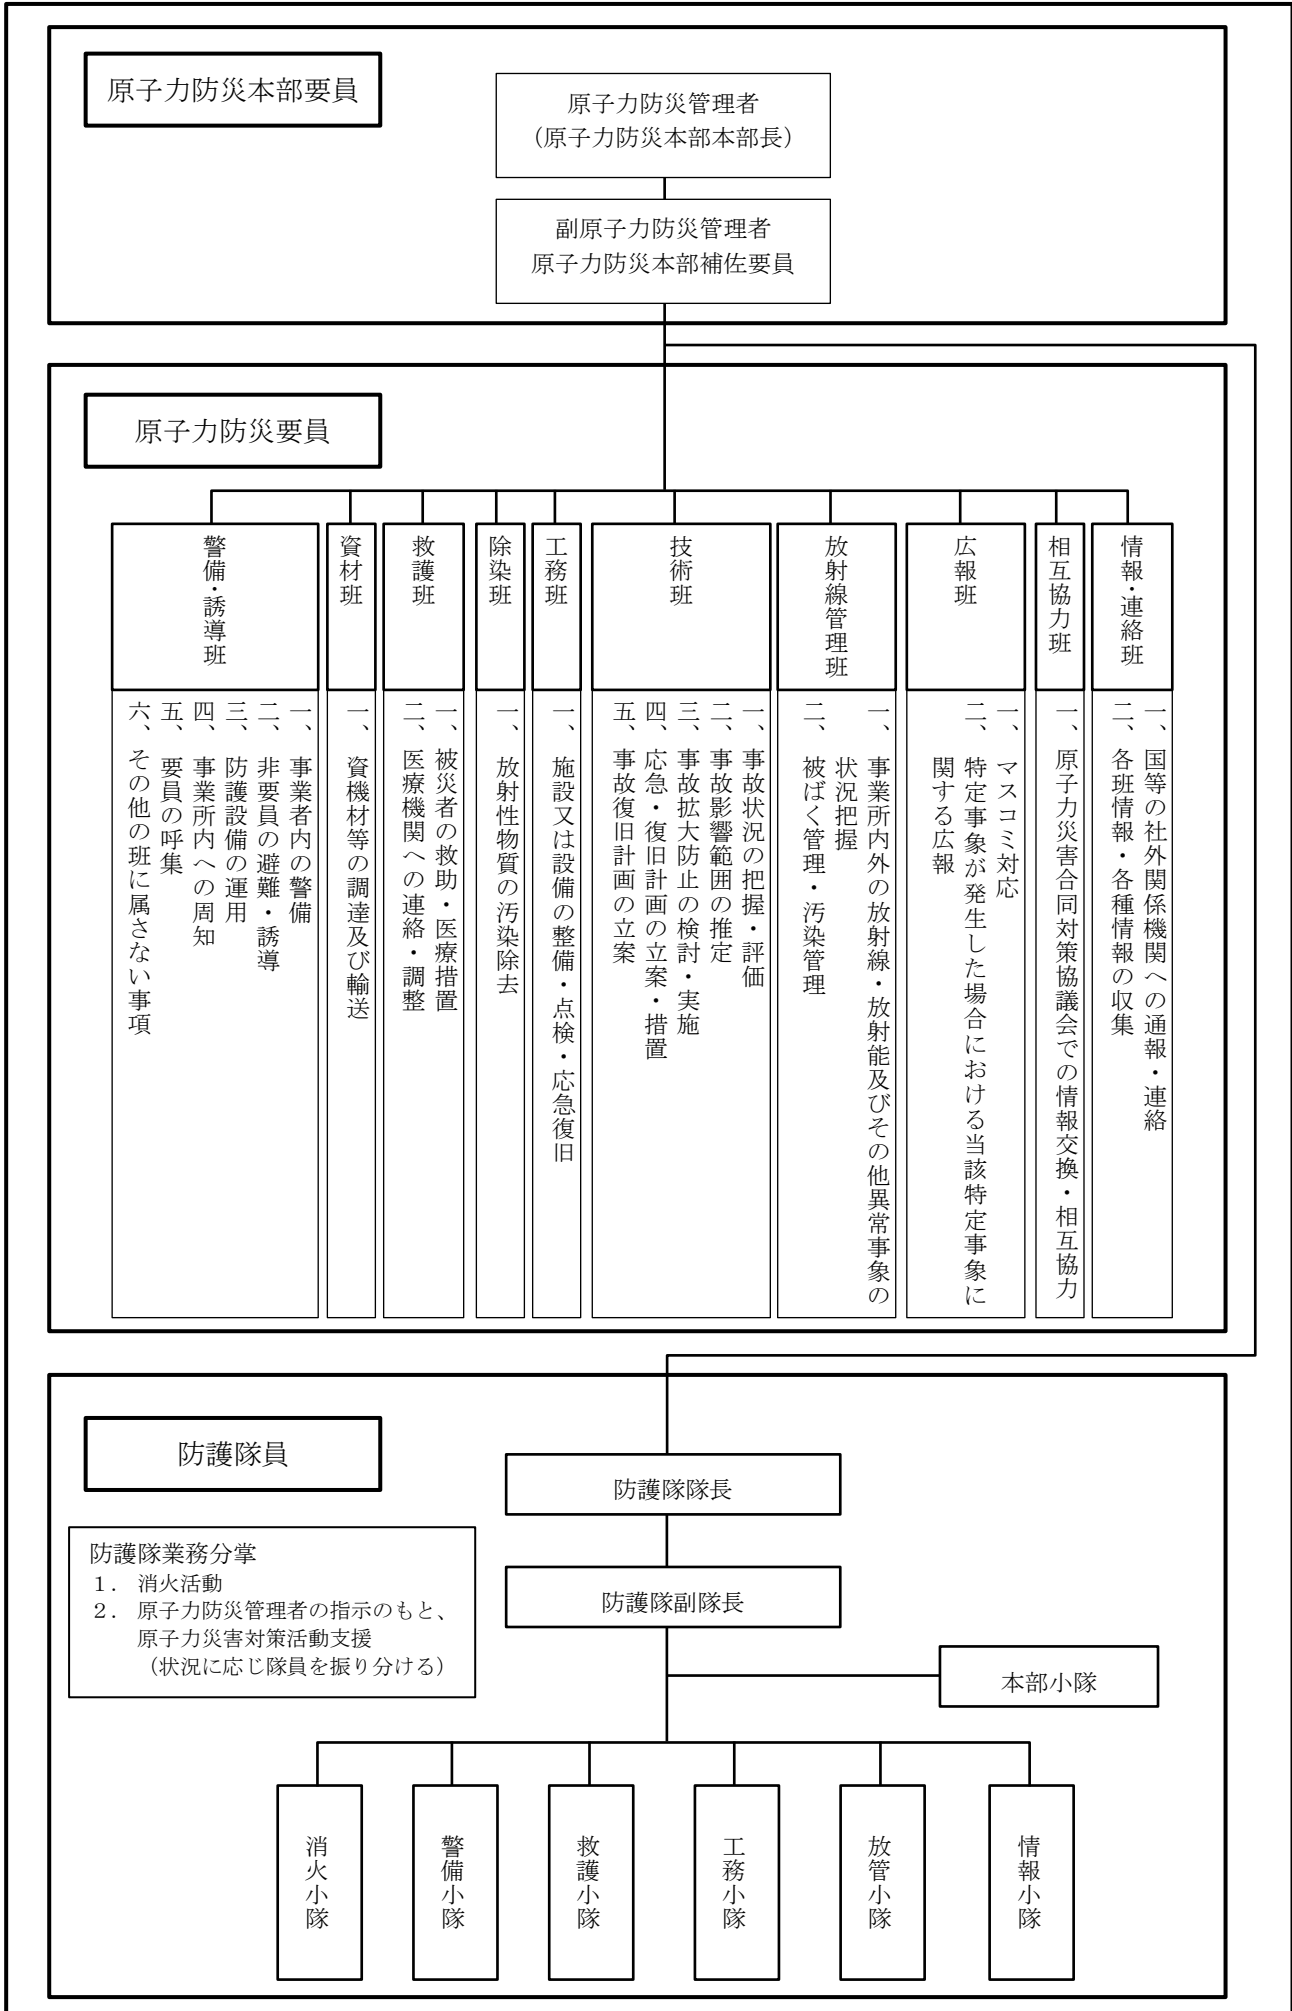 原子力防災本部要員
原子力防災管理者
(原子力防災本部本部長)
副原子力防災管理者
原子力防災本部補佐要員
原子力防災要員
情報・連絡班
一、国等の社外関係機関への通報・連絡
二、各班情報・各種情報の収集
相互協力班
一、原子力災害合同対策協議会での情報交換・相互協力
広報班
一、マスコミ対応
二、特定事象が発生した場合における当該特定事象に
関する広報
放射線管理班
一、事業所内外の放射線・放射能及びその他異常事象の
状況把握
二、被ばく管理・汚染管理
技術班
一、事故状況の把握・評価
二、事故影響範囲の推定
三、事故拡大防止の検討・実施
四、応急・復旧計画の立案・措置
五、事故復旧計画の立案
工務班
一、施設又は設備の整備・点検・応急復旧
除染班
一、放射性物質の汚染除去
救護班
一、被災者の救助・医療措置
二、医療機関への連絡・調整
資材班
一、資機材等の調達及び輸送
警備・誘導班
一、事業者内の警備
二、非要員の避難・誘導
三、防護設備の運用
四、事業所内への周知
五、要員の呼集
六、その他の班に属さない事項
防護隊員
防護隊業務分掌
１．消火活動
２．原子力防災管理者の指示のもと、
原子力災害対策活動支援
（状況に応じ隊員を振り分ける）
防護隊隊長
防護隊副隊長
本部小隊
消火小隊
警備小隊
救護小隊
工務小隊
放管小隊
情報小隊